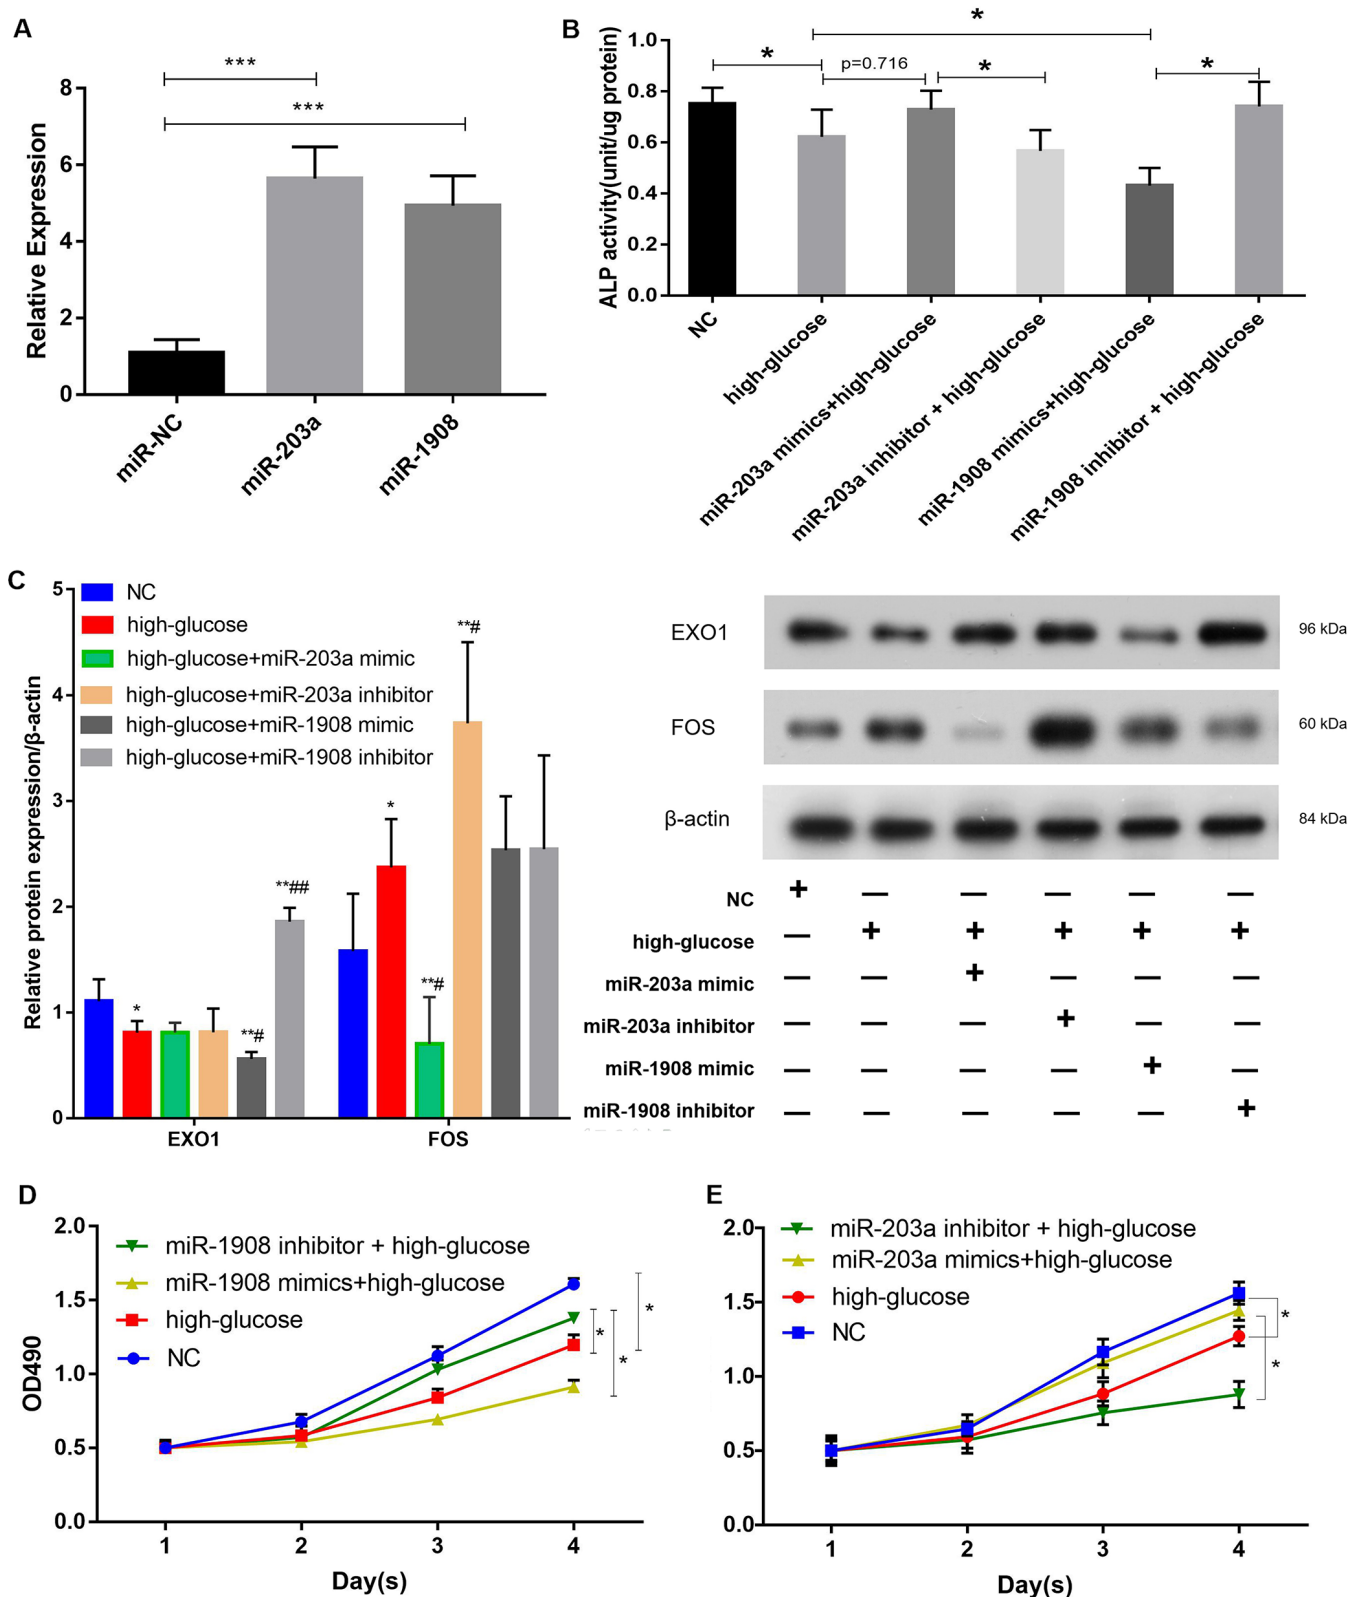 A
***
***
8
6
4
2
0
Relative Expression
miR-NC
miR-203a
miR-1908
B
*
*
p=0.716
*
*
1.0
0.8
0.6
0.4
0.2
0.0
ALP activity(unit/ug protein)
NC
high-glucose
miR-203a mimics+high-glucose
miR-203a inhibitor + high-glucose
miR-1908 mimics+high-glucose
miR-1908 inhibitor + high-glucose
C
5
4
3
2
1
0
Relative protein expression/β-actin
NC
high-glucose
high-glucose+miR-203a mimic
high-glucose+miR-203a inhibitor
high-glucose+miR-1908 mimic
high-glucose+miR-1908 inhibitor
*
**#
**##
*
**#
**#
EXO1
FOS
EXO1
96 kDa
FOS
60 kDa
β-actin
84 kDa
NC + — — — — —
high-glucose — + + + + +
miR-203a mimic — — + — — —
miR-203a inhibitor — — — + — —
miR-1908 mimic — — — — + —
miR-1908 inhibitor — — — — — +
D
2.0
1.5
1.0
0.5
0.0
OD490
miR-1908 inhibitor + high-glucose
miR-1908 mimics+high-glucose
high-glucose
NC
*
*
*
1
2
3
4
Day(s)
E
2.0
1.5
1.0
0.5
0.0
miR-203a inhibitor + high-glucose
miR-203a mimics+high-glucose
high-glucose
NC
*
*
1
2
3
4
Day(s)